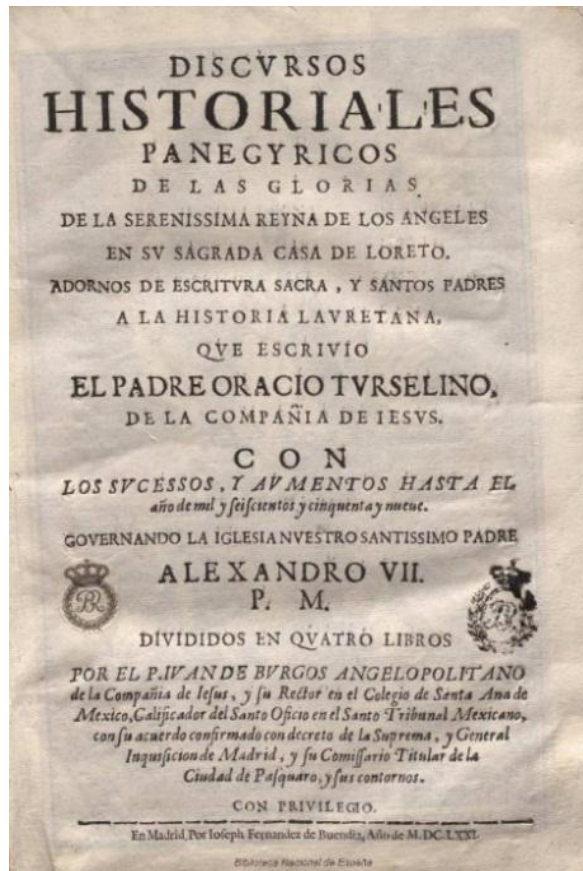 DISCVRSOS
HISTORIALES
PANEGYRICOS
DE LAS GLORIAS
DE LA SERENISSIMA REYNA DE LOS ANGELES
EN SV SAGRADA CASA DE LORETO.
ADORNOS DE ESCRITVRA SACRA, Y SANTOS PADRES
A LA HISTORIA LAVRETANA,
QVE ESCRIVIO
EL PADRE ORACIO TVRSELINO,
DE LA COMPAÑIA DE IESVS.
CON
LOS SVCESSOS, Y AVMENTOS HASTA EL
año de mil y seiscientos y cinquenta y nueue.
GOVERNANDO LA IGLESIA NVESTRO SANTISSIMO PADRE
ALEXANDRO VII.
P. M.
DIVIDIDOS EN QVATRO LIBROS
POR EL P. IVAN DE BVRGOS ANGELOPOLITANO
de la Compañia de Iesus, y su Rector en el Colegio de Santa Ana de
Mexico, Calificador del Santo Oficio en el Santo Tribunal Mexicano,
con su acuerdo confirmado con decreto de la Suprema, y General
Inquisicion de Madrid, y su Comissario Titular de la
Ciudad de Pasquaro, y sus contornos.
CON PRIVILEGIO.
En Madrid, Por Ioseph Fernandez de Buendia, Año de M.DC.LXXI.
Biblioteca Nacional de España